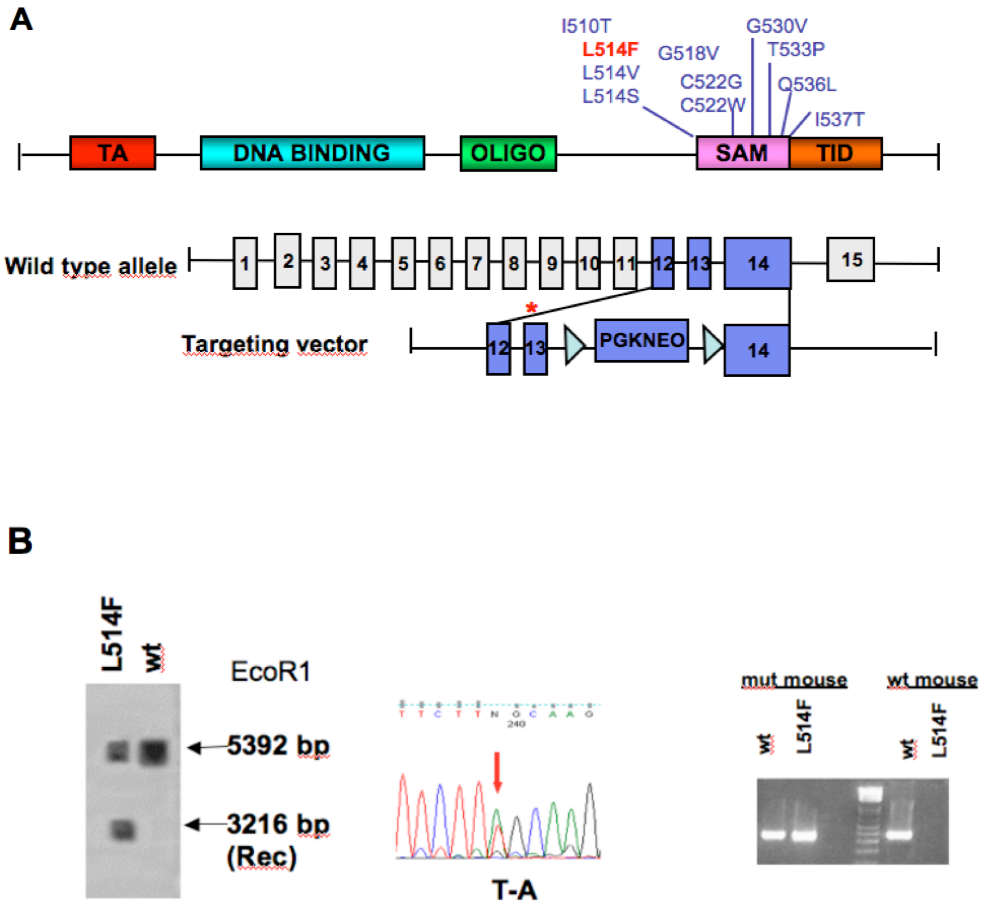 A
I510T
L514F
L514V
L514S
G518V
C522G
C522W
G530V
T533P
Q536L
I537T
TA DNA BINDING OLIGO SAM TID
Wild type allele
1 2 3 4 5 6 7 8 9 10 11 12 13 14 15
*
Targeting vector
12 13 PGKNEO 14
B
L514F wt
EcoR1
5392 bp
3216 bp
(Rec)
T T C T T N G C A A G
240
T-A
mut mouse wt mouse
wt L514F wt L514F